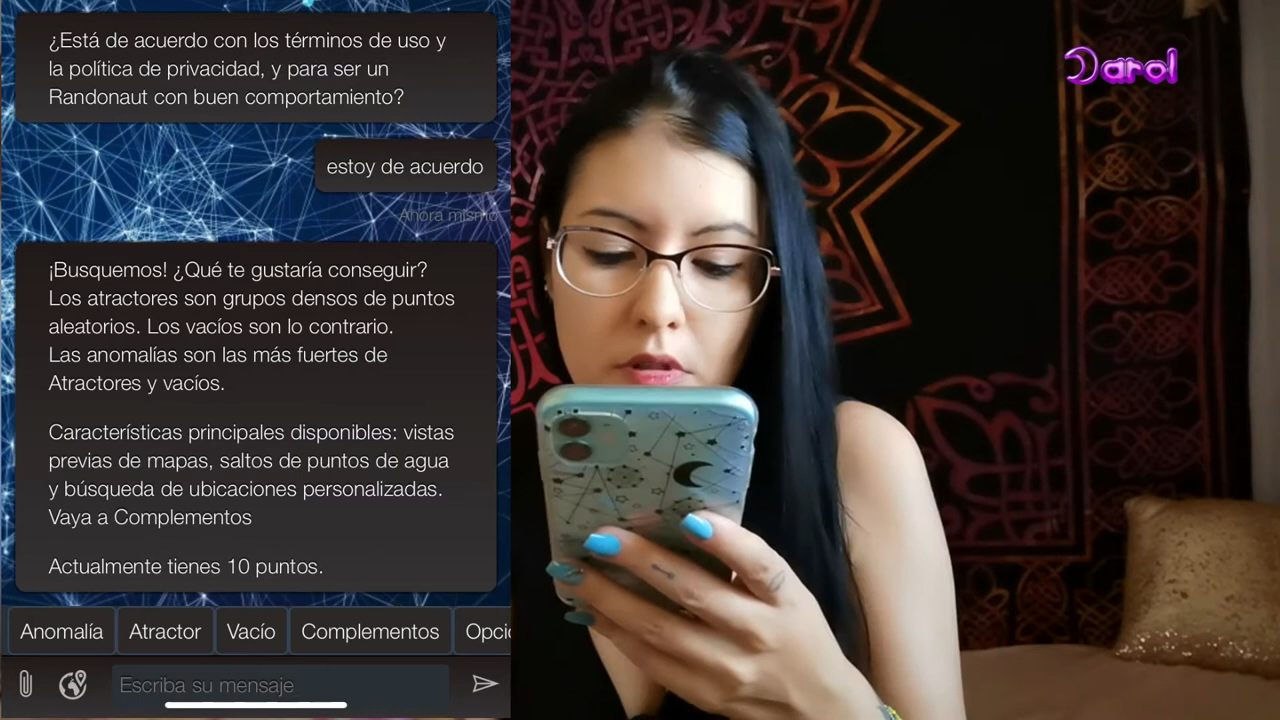 ¿Está de acuerdo con los términos de uso y
la política de privacidad, y para ser un
Randonaut con buen comportamiento?
estoy de acuerdo
Ahora mismo
¡Busquemos! ¿Qué te gustaría conseguir?
Los atractores son grupos densos de puntos
aleatorios. Los vacíos son lo contrario.
Las anomalías son las más fuertes de
Atractores y vacíos.
Características principales disponibles: vistas
previas de mapas, saltos de puntos de agua
y búsqueda de ubicaciones personalizadas.
Vaya a Complementos
Actualmente tienes 10 puntos.
Anomalía Atractor Vacío Complementos Opci
Escriba su mensaje
Darol